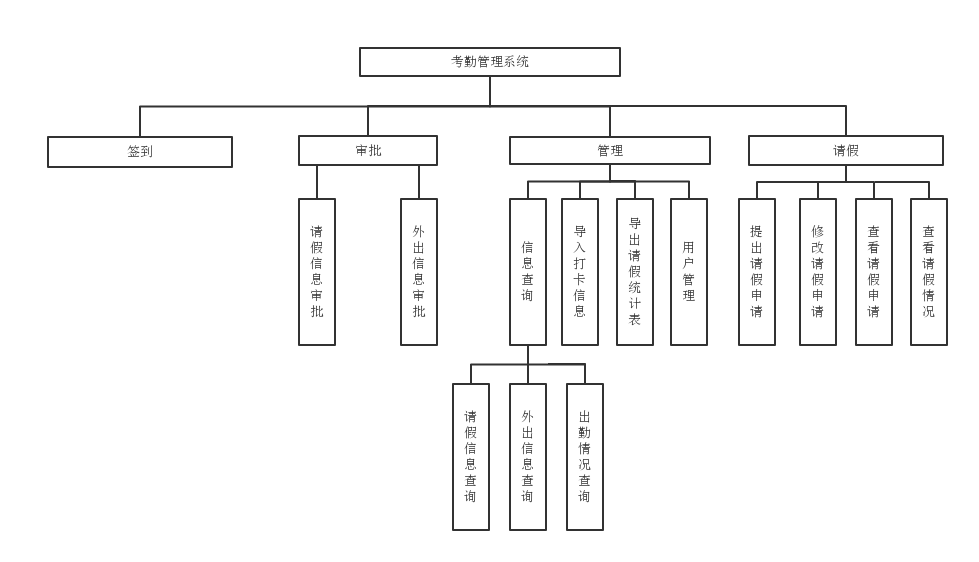 考勤管理系统
签到
审批
管理
请假
请假信息审批
外出信息审批
信息查询
导入打卡信息
导出请假统计表
用户管理
提出请假申请
修改请假申请
查看请假申请
查看请假情况
请假信息查询
外出信息查询
出勤情况查询